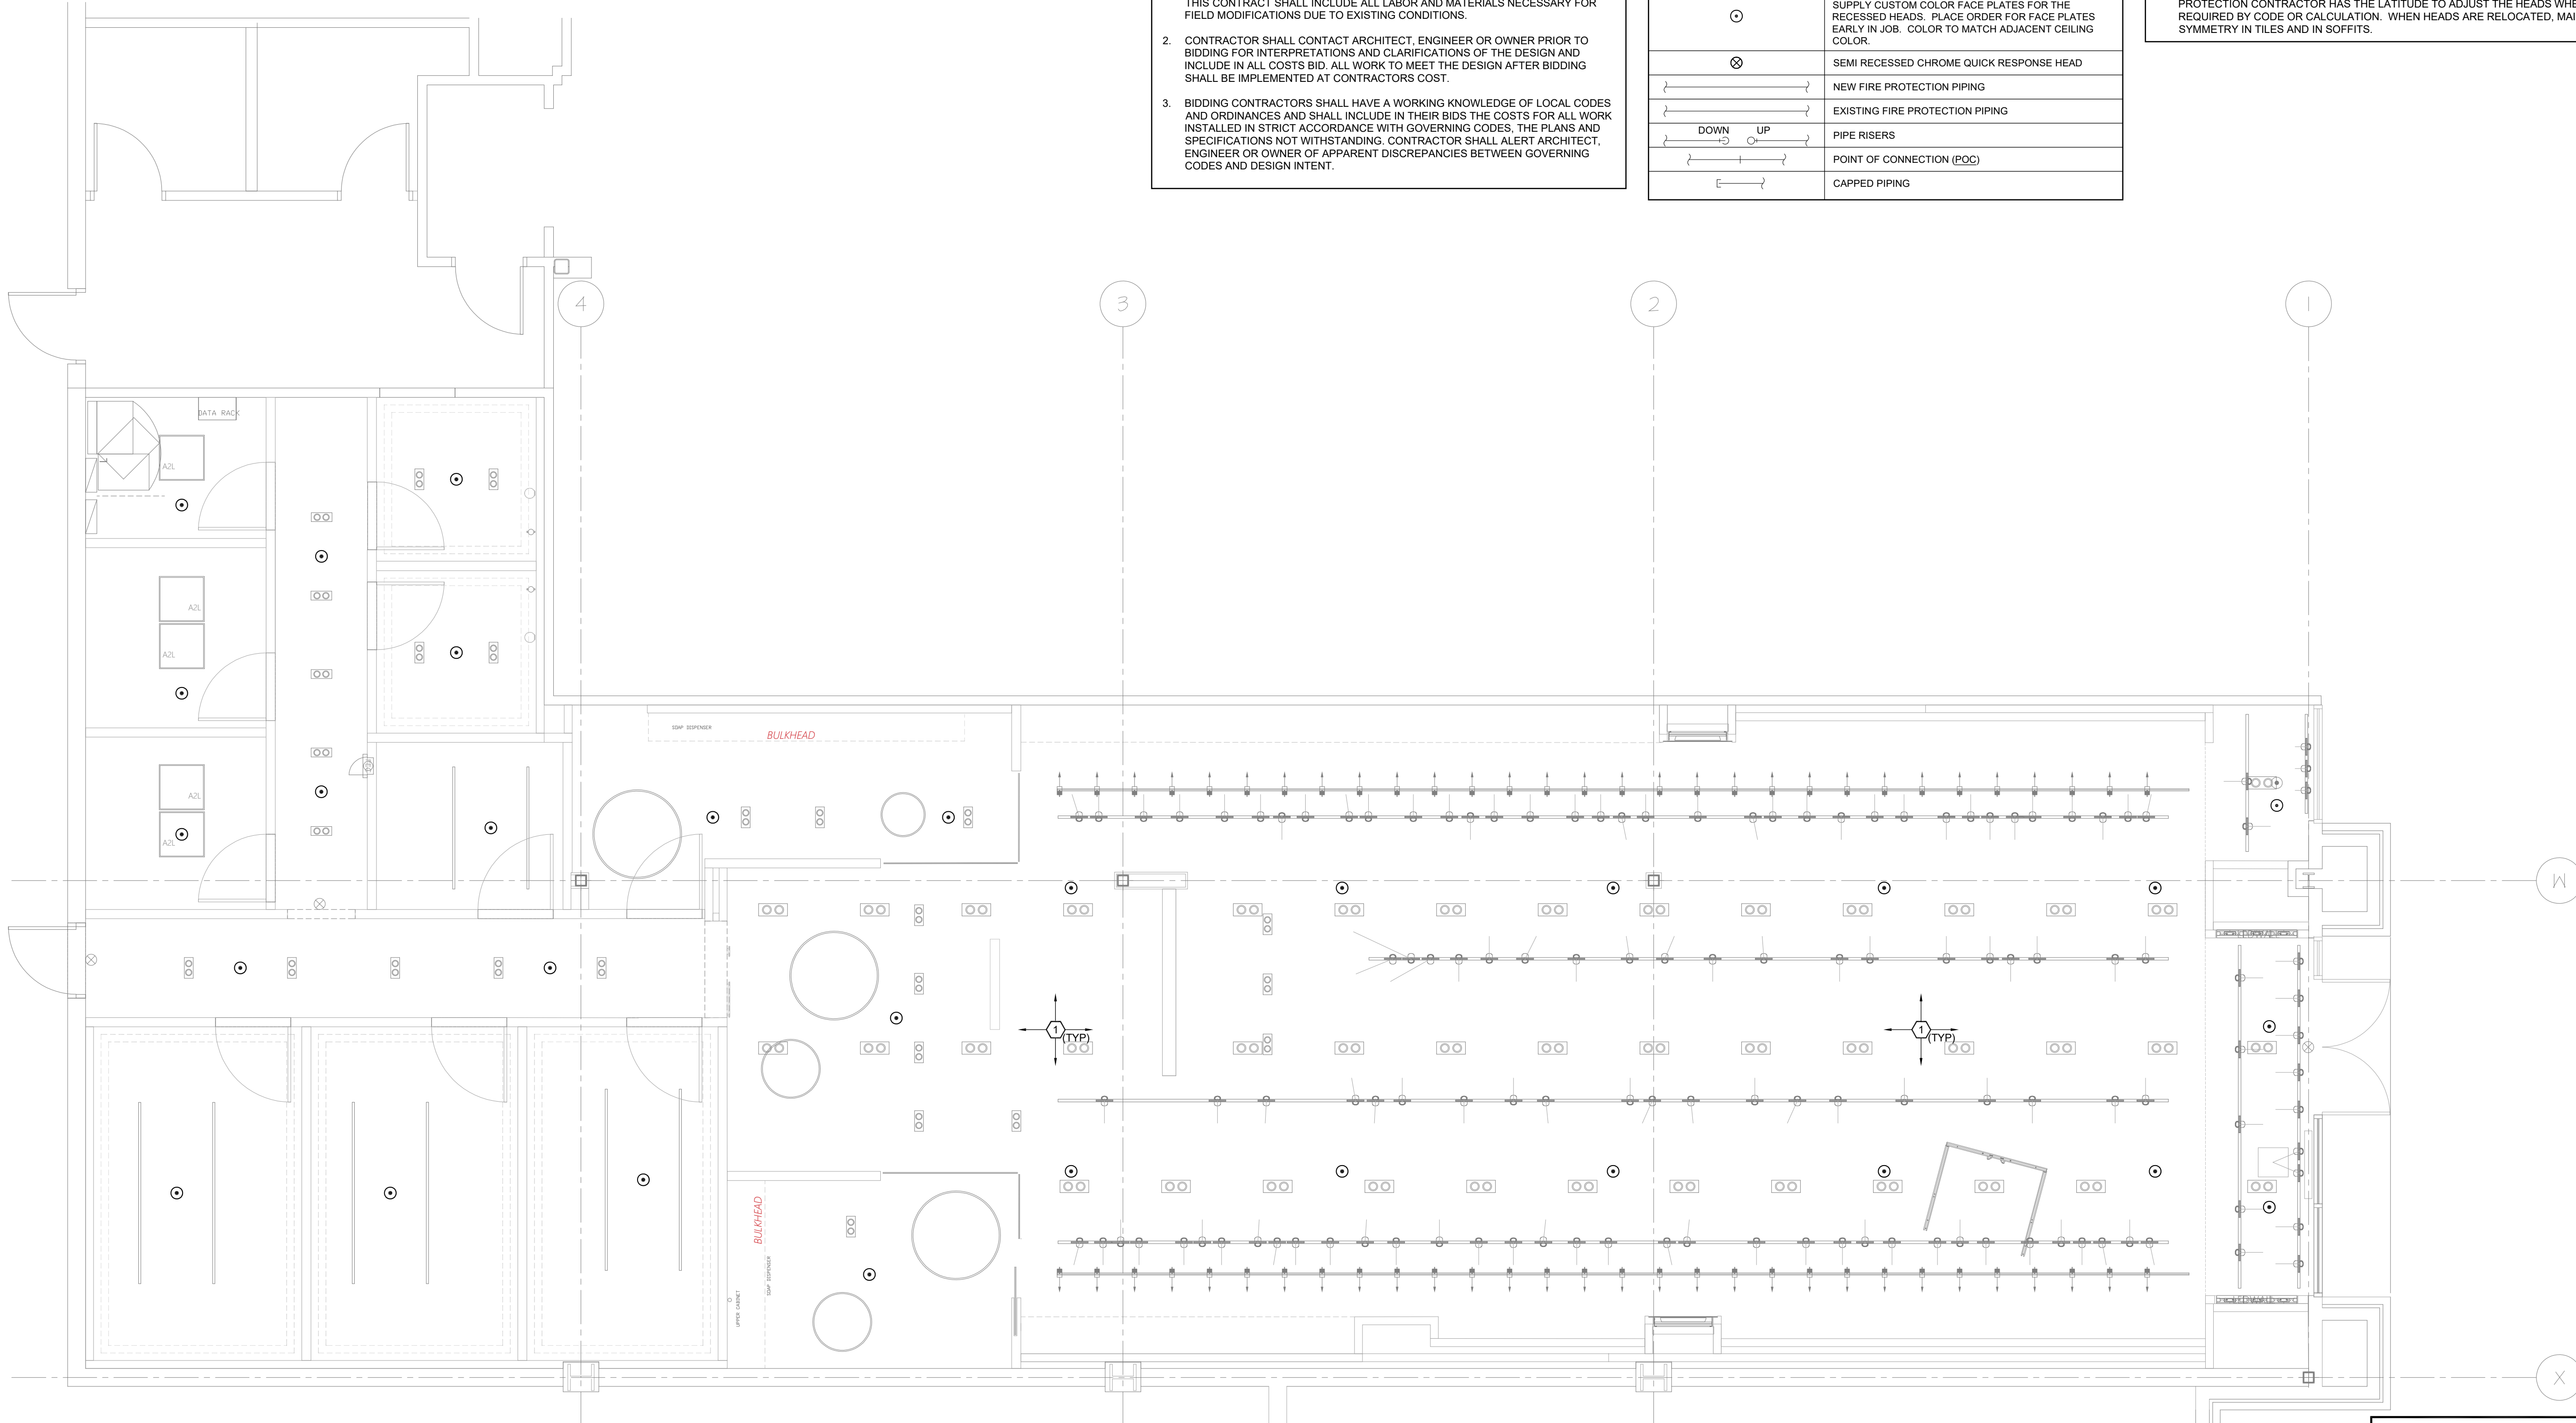 THIS CONTRACT SHALL INCLUDE ALL LABOR AND MATERIALS NECESSARY FOR
FIELD MODIFICATIONS DUE TO EXISTING CONDITIONS.
2. CONTRACTOR SHALL CONTACT ARCHITECT, ENGINEER OR OWNER PRIOR TO
BIDDING FOR INTERPRETATIONS AND CLARIFICATIONS OF THE DESIGN AND
INCLUDE IN ALL COSTS BID. ALL WORK TO MEET THE DESIGN AFTER BIDDING
SHALL BE IMPLEMENTED AT CONTRACTORS COST.
3. BIDDING CONTRACTORS SHALL HAVE A WORKING KNOWLEDGE OF LOCAL CODES
AND ORDINANCES AND SHALL INCLUDE IN THEIR BIDS THE COSTS FOR ALL WORK
INSTALLED IN STRICT ACCORDANCE WITH GOVERNING CODES, THE PLANS AND
SPECIFICATIONS NOT WITHSTANDING. CONTRACTOR SHALL ALERT ARCHITECT,
ENGINEER OR OWNER OF APPARENT DISCREPANCIES BETWEEN GOVERNING
CODES AND DESIGN INTENT.
SUPPLY CUSTOM COLOR FACE PLATES FOR THE
RECESSED HEADS. PLACE ORDER FOR FACE PLATES
EARLY IN JOB. COLOR TO MATCH ADJACENT CEILING
COLOR.
SEMI RECESSED CHROME QUICK RESPONSE HEAD
NEW FIRE PROTECTION PIPING
EXISTING FIRE PROTECTION PIPING
DOWN UP
PIPE RISERS
POINT OF CONNECTION (POC)
CAPPED PIPING
PROTECTION CONTRACTOR HAS THE LATITUDE TO ADJUST THE HEADS WHE
REQUIRED BY CODE OR CALCULATION. WHEN HEADS ARE RELOCATED, MAI
SYMMETRY IN TILES AND IN SOFFITS.
4
3
2
1
DATA RACK
A2L
A2L
A2L
A2L
A2L
SOAP DISPENSER
BULKHEAD
M
1
(TYP)
1
(TYP)
BULKHEAD
SOAP DISPENSER
UPPER CABINET
X